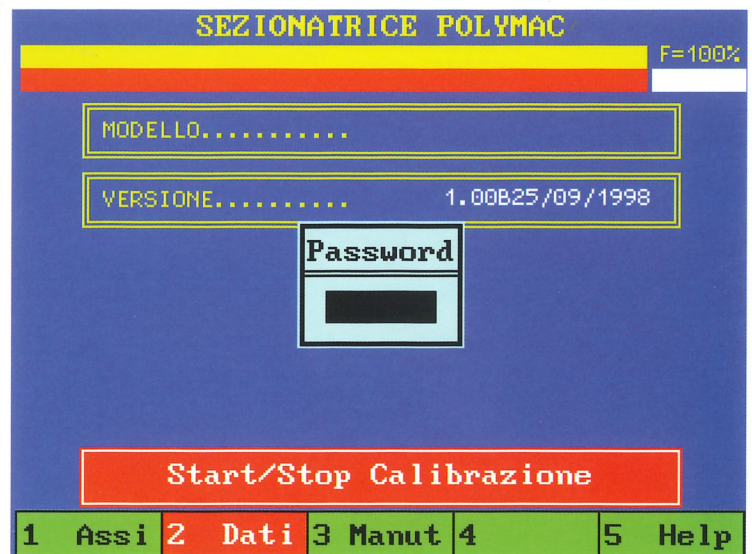 SEZIONATRICE POLYMAC
F=100%
MODELLO...........
VERSIONE.......... 1.00B25/09/1998
Password
Start/Stop Calibrazione
1 Assi 2 Dati 3 Manut 4 5 Help